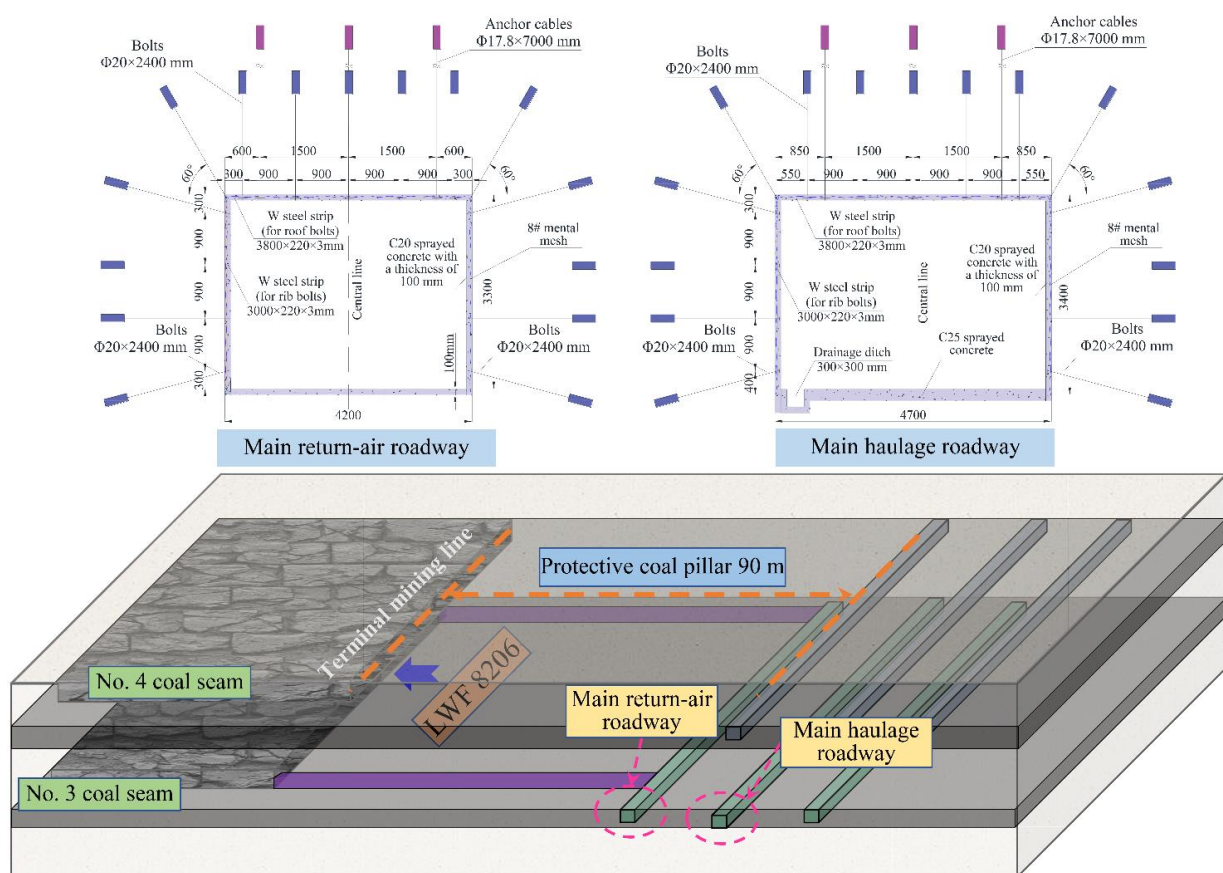 Bolts
Φ20×2400 mm
Anchor cables
Φ17.8×7000 mm
600
1500
1500
600
300
900
900
900
900
300
60°
60°
300
900
900
900
300
W steel strip
(for roof bolts)
3800×220×3mm
W steel strip
(for rib bolts)
3000×220×3mm
Central line
C20 sprayed
concrete with
a thickness of
100 mm
8# mental
mesh
3300
100mm
Bolts
Φ20×2400 mm
Bolts
Φ20×2400 mm
4200
Main return-air roadway
Bolts
Φ20×2400 mm
Anchor cables
Φ17.8×7000 mm
850
1500
1500
850
550
900
900
900
900
550
60°
60°
300
900
900
900
400
W steel strip
(for roof bolts)
3800×220×3mm
W steel strip
(for rib bolts)
3000×220×3mm
Central line
C20 sprayed
concrete with
a thickness of
100 mm
8# mental
mesh
3400
C25 sprayed
concrete
Drainage ditch
300×300 mm
Bolts
Φ20×2400 mm
4700
Main haulage roadway
Terminal mining line
Protective coal pillar 90 m
LWF 8206
No. 4 coal seam
Main return-air
roadway
Main haulage
roadway
No. 3 coal seam